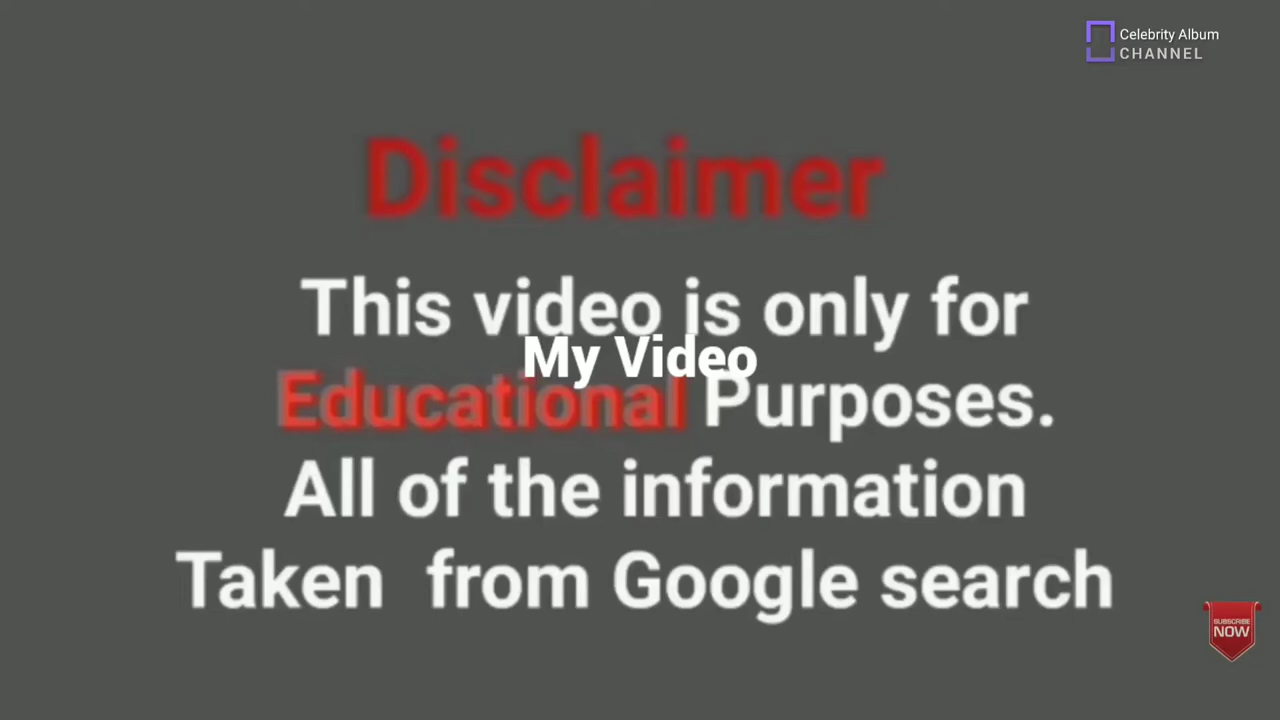 Celebrity Album
CHANNEL
Disclaimer
This video is only for
My Video
Educational Purposes.
All of the information
Taken from Google search
SUBSCRIBE
NOW